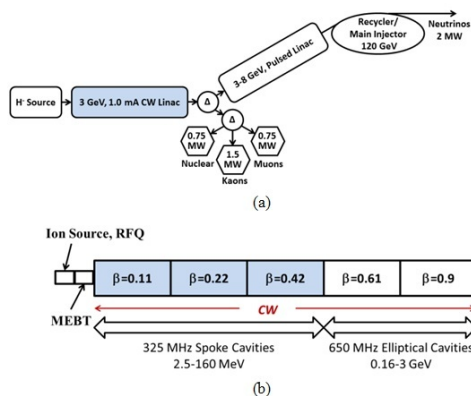 Recycler/
Main Injector
120 GeV
Neutrinos
2 MW
3-8 GeV, Pulsed Linac
H⁻ Source
3 GeV, 1.0 mA CW Linac
Δ
Δ
0.75
MW
Nuclear
1.5
MW
Kaons
0.75
MW
Muons
(a)
Ion Source, RFQ
MEBT
β=0.11
β=0.22
β=0.42
β=0.61
β=0.9
CW
325 MHz Spoke Cavities
2.5-160 MeV
650 MHz Elliptical Cavities
0.16-3 GeV
(b)